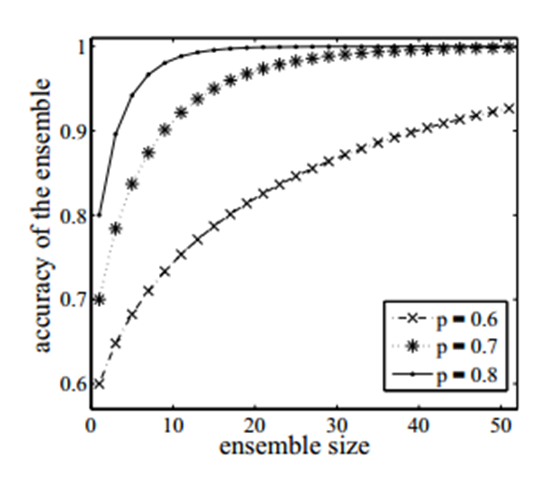 accuracy of the ensemble
1
0.9
0.8
0.7
0.6
p = 0.6
p = 0.7
p = 0.8
0 10 20 30 40 50
ensemble size